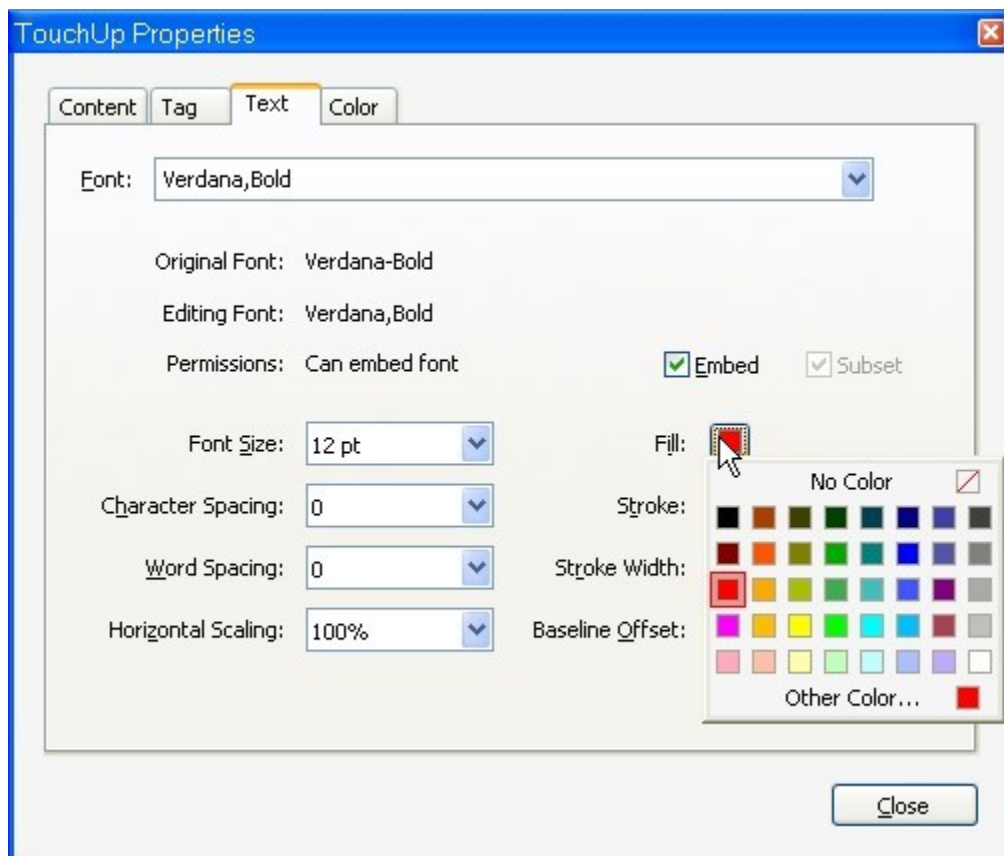 TouchUp Properties
Content Tag Text Color
Font: Verdana,Bold
Original Font: Verdana-Bold
Editing Font: Verdana,Bold
Permissions: Can embed font Embed Subset
Font Size: 12 pt Fill:
No Color
Character Spacing: 0 Stroke:
Word Spacing: 0 Stroke Width:
Horizontal Scaling: 100% Baseline Offset:
Other Color...
Close